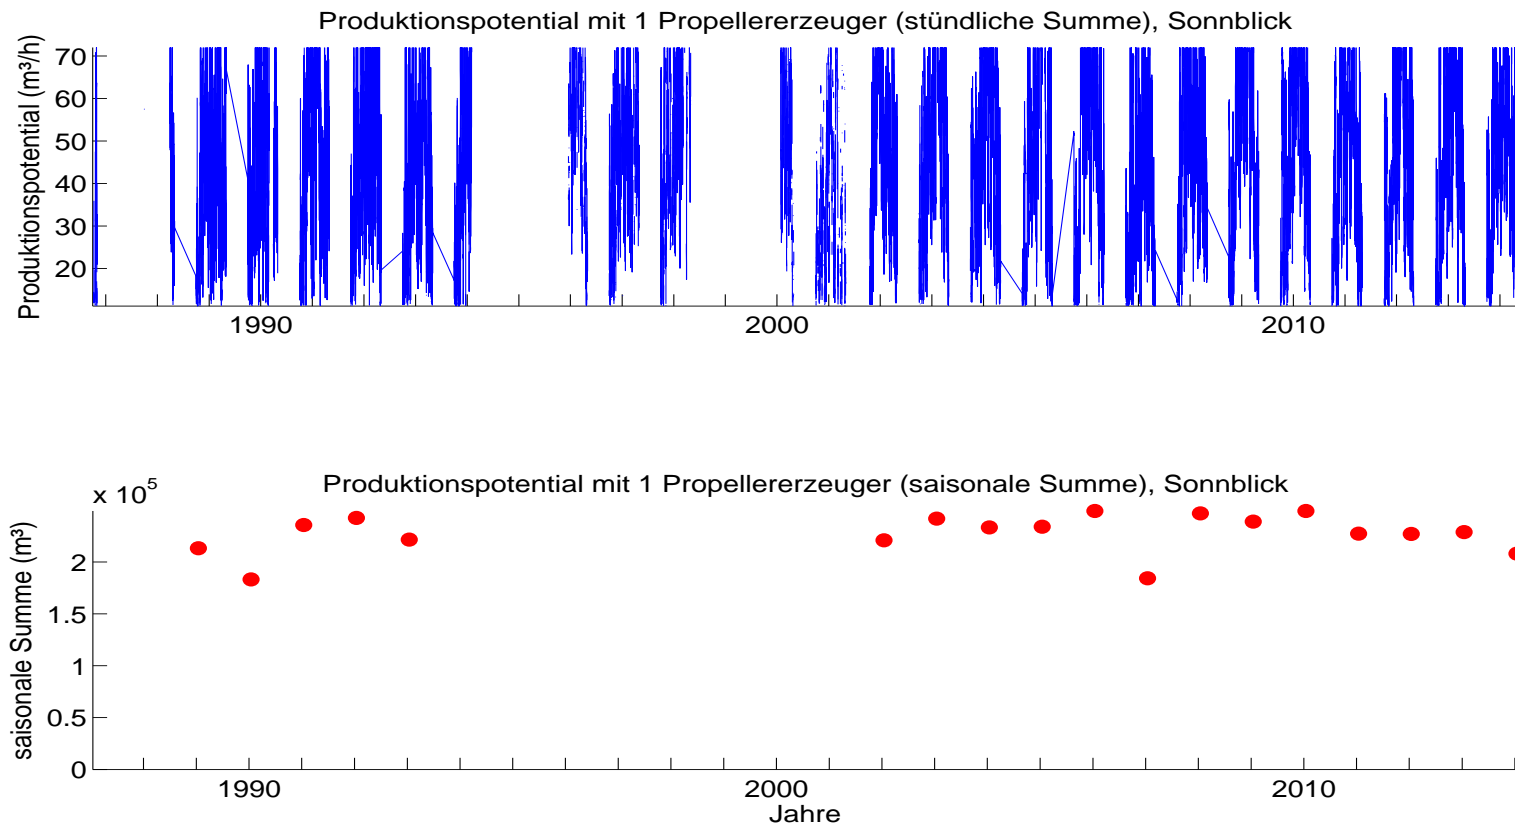 Produktionspotential mit 1 Propellererzeuger (stündliche Summe), Sonnblick
Produktionspotential (m³/h)
70
60
50
40
30
20
1990
2000
2010
Produktionspotential mit 1 Propellererzeuger (saisonale Summe), Sonnblick
x 10⁵
saisonale Summe (m³)
2
1.5
1
0.5
0
1990
2000
2010
Jahre